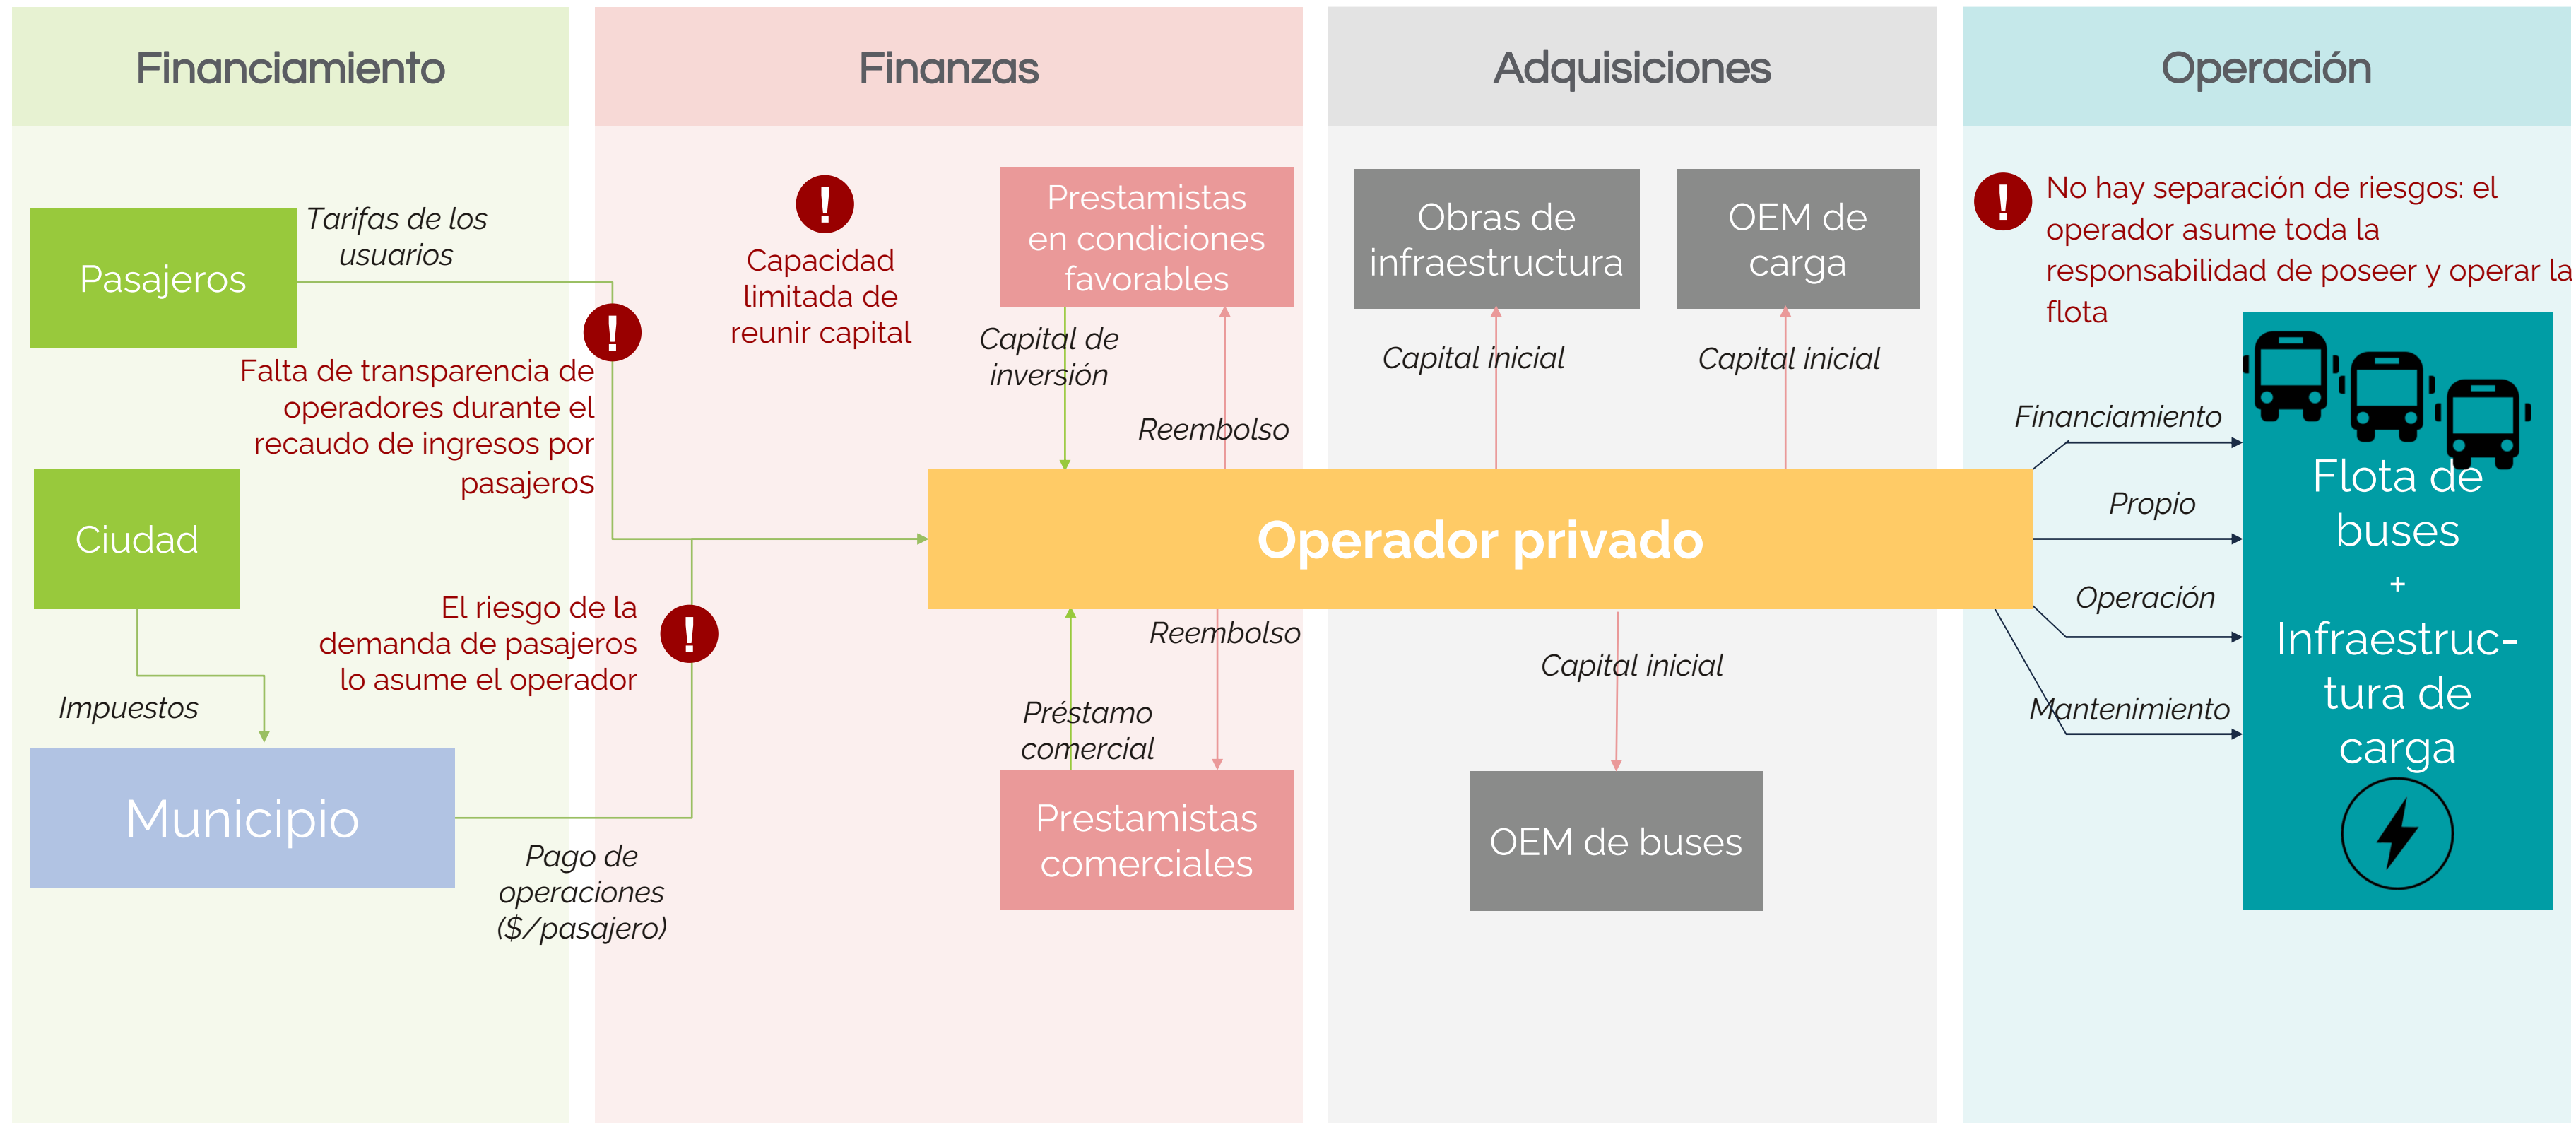 Financiamiento
Finanzas
Adquisiciones
Operación
Pasajeros
Tarifas de los
usuarios
Falta de transparencia de
operadores durante el
recaudo de ingresos por
pasajeros
Ciudad
Impuestos
El riesgo de la
demanda de pasajeros
lo asume el operador
Municipio
Pago de
operaciones
($/pasajero)
!
!
!
Capacidad
limitada de
reunir capital
Prestamistas
en condiciones
favorables
Capital de
inversión
Reembolso
Operador privado
Reembolso
Préstamo
comercial
Prestamistas
comerciales
Obras de
infraestructura
OEM de
carga
Capital inicial
Capital inicial
Capital inicial
OEM de buses
!
No hay separación de riesgos: el
operador asume toda la
responsabilidad de poseer y operar la
flota
Financiamiento
Propio
Operación
Mantenimiento
Flota de
buses
+
Infraestruc-
tura de
carga